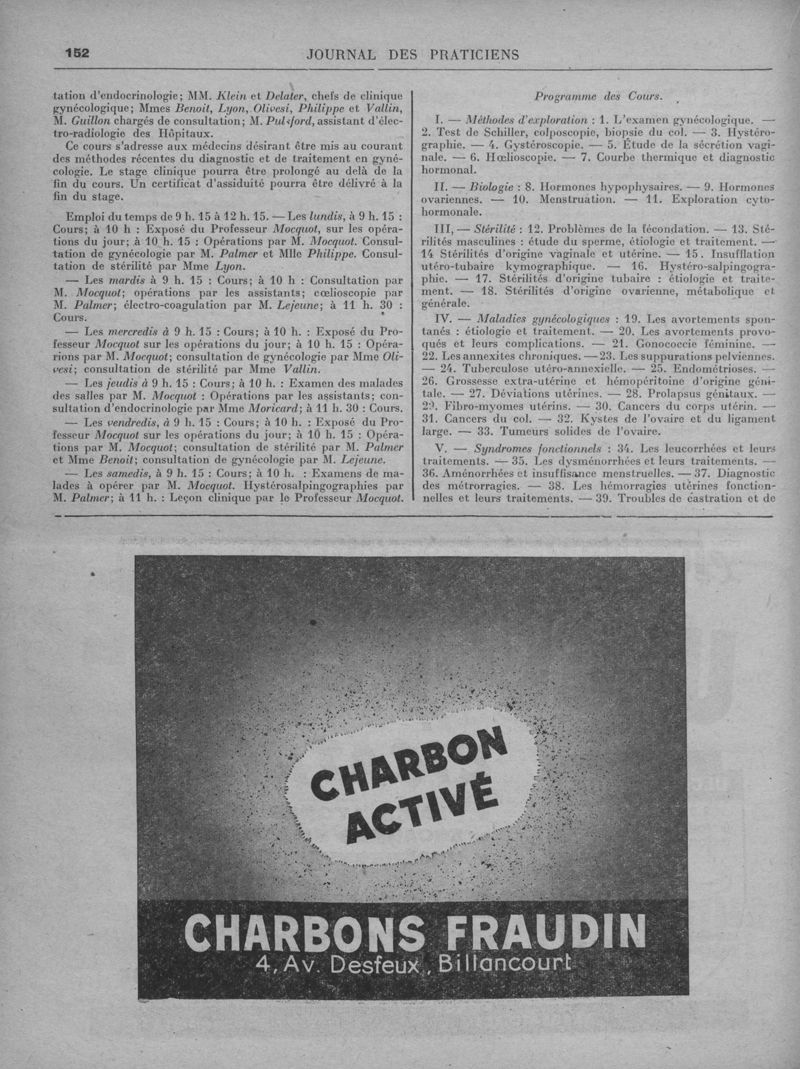 152
JOURNAL DES PRATICIENS
tation d'endocrinologie; MM. Klein et Delater, chefs de clinique
gynécologique; Mmes Benoit, Lyon, Olivesi, Philippe et Vallin,
M. Guillon chargés de consultation; M. assistant d'élec-
tro-radiologie des Hôpitaux.
Ce cours s'adresse aux médecins désirant être mis au courant
des méthodes récentes du diagnostic et de traitement en gyné-
cologie. Le stage clinique pourra être prolongé au delà de la
fin du cours. Un certificat d'assiduité pourra être délivré à la
fin du stage.
Emploi du temps de 9 h. 15 à 12 h. 15. — Les lundis, à 9 h. 15 :
Cours; à 10 h : Exposé du Professeur Mocquot, sur les opéra-
tions du jour; à 10 h. 15 : Opérations par M. Mocquot. Consul-
tation de gynécologie par M. Palmer et Mlle Philippe. Consul-
tation de stérilité par Mme Lyon.
— Les mardis à 9 h. 15 : Cours; à 10 h : Consultation par
M. Mocquot; opérations par les assistants; cœlioscopie par
M. Palmer; électro-coagulation par M. Lejeune; à 11 h. 30 :
Cours.
— Les mercredis à 9 h. 15 : Cours; à 10 h. : Exposé du Pro-
fesseur Mocquot sur les opérations du jour; à 10 h. 15 : Opéra-
rions par M. Mocquot; consultation de gynécologie par Mme Oli-
vesi; consultation de stérilité par Mme Vallin.
— Les jeudis à 9 h. 15 : Cours; à 10 h. : Examen des malades
des salles par M. Mocquot : Opérations par les assistants; con-
sultation d'endocrinologie par Mme Moricard; à 11 h. 30 : Cours.
— Les vendredis, à 9 h. 15 : Cours; à 10 h. : Exposé du Pro-
fesseur Mocquot sur les opérations du jour; à 10 h. 15 : Opéra-
tions par M. Mocquot; consultation de stérilité par M. Palmer
et Mme Benoit; consultation de gynécologie par M. Lejeune.
— Les samedis, à 9 h. 15 : Cours; à 10 h. : Examens de ma-
lades à opérer par M. Mocquot. Hystérosalpingographies par
M. Palmer; à 11 h. : Leçon clinique par le Professeur Mocquot.
Programme des Cours.
I. — Méthodes d'exploration : 1. L'examen gynécologique. —
2. Test de Schiller, colposcopie, biopsie du col. — 3. Hystéro-
graphie. — 4. Gystéroscopie. — 5. Étude de la sécrétion vagi-
nale. — 6. Hœlioscopie. — 7. Courbe thermique et diagnostic
hormonal.
II. — Biologie : 8. Hormones hypophysaires. — 9. Hormones
ovariennes. — 10. Menstruation. — 11. Exploration cyto-
hormonale.
III, — Stérilité : 12. Problèmes de la fécondation. — 13. Sté-
rilités masculines : étude du sperme, étiologie et traitement. —
14 Stérilités d'origine vaginale et utérine. — 15. Insufflation
utéro-tubaire kymographique. — 16. Hystéro-salpingogra-
phie. — 17. Stérilités d'origine tubaire : étiologie et traite-
ment. — 18. Stérilités d'origine ovarienne, métabolique et
générale.
IV. — Maladies gynécologiques : 19. Les avortements spon-
tanés : étiologie et traitement. — 20. Les avortements provo-
qués et leurs complications. — 21. Gonococcie féminine. —
22. Les annexites chroniques. — 23. Les suppurations pelviennes.
— 24. Tuberculose utéro-annexielle. — 25. Endométrioses. —
26. Grossesse extra-utérine et hémopéritoine d'origine géni-
tale. — 27. Déviations utérines. — 28. Prolapsus génitaux. —
29. Fibro-myomes utérins. — 30. Cancers du corps utérin. —
31. Cancers du col. — 32. Kystes de l'ovaire et du ligament
large. — 33. Tumeurs solides de l'ovaire.
V. — Syndromes fonctionnels : 34. Les leucorrhées et leurs
traitements. — 35. Les dysménorrhées et leurs traitements. —
36. Aménorrhées et insuffisance menstruelles. — 37. Diagnostic
des métrorragies. — 38. Les hémorragies utérines fonction-
nelles et leurs traitements. — 39. Troubles de castration et de
CHARBON
ACTIVÉ
CHARBONS FRAUDIN
4, Av. Desfeux, Billancourt